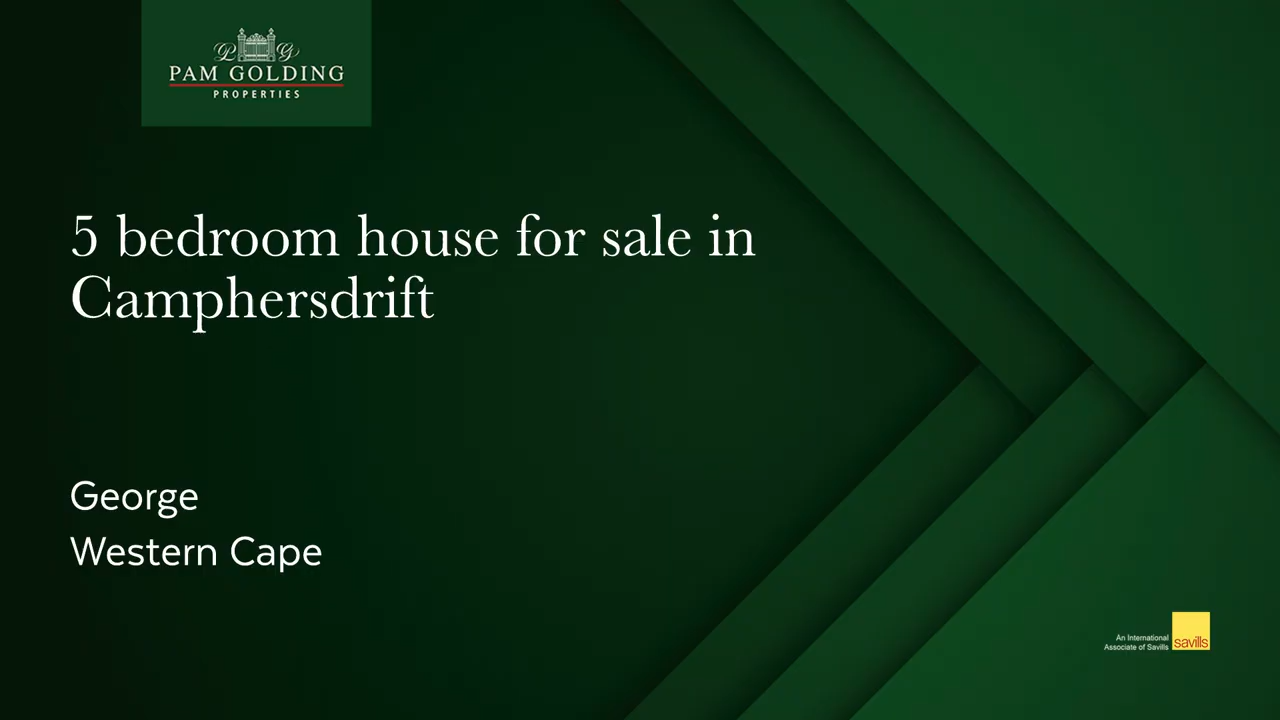 P G
PAM GOLDING
PROPERTIES
5 bedroom house for sale in
Camphersdrift
George
Western Cape
An International
Associate of Savills
savills